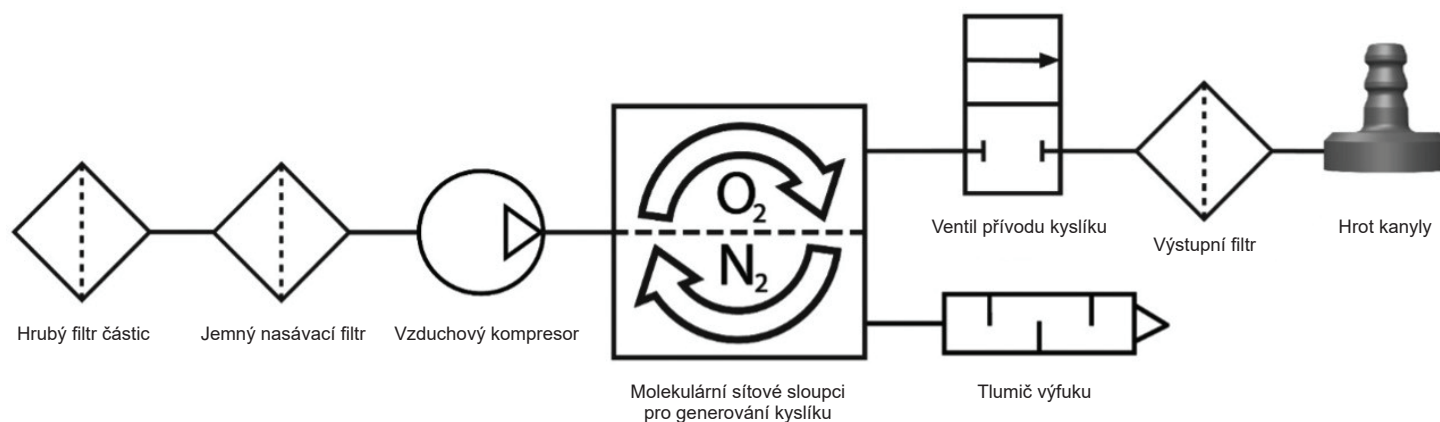 O₂
N₂
Ventil přívodu kyslíku
Výstupní filtr
Hrot kanyly
Hrubý filtr částic
Jemný nasávací filtr
Vzduchový kompresor
Molekulární sítové sloupci
pro generování kyslíku
Tlumič výfuku